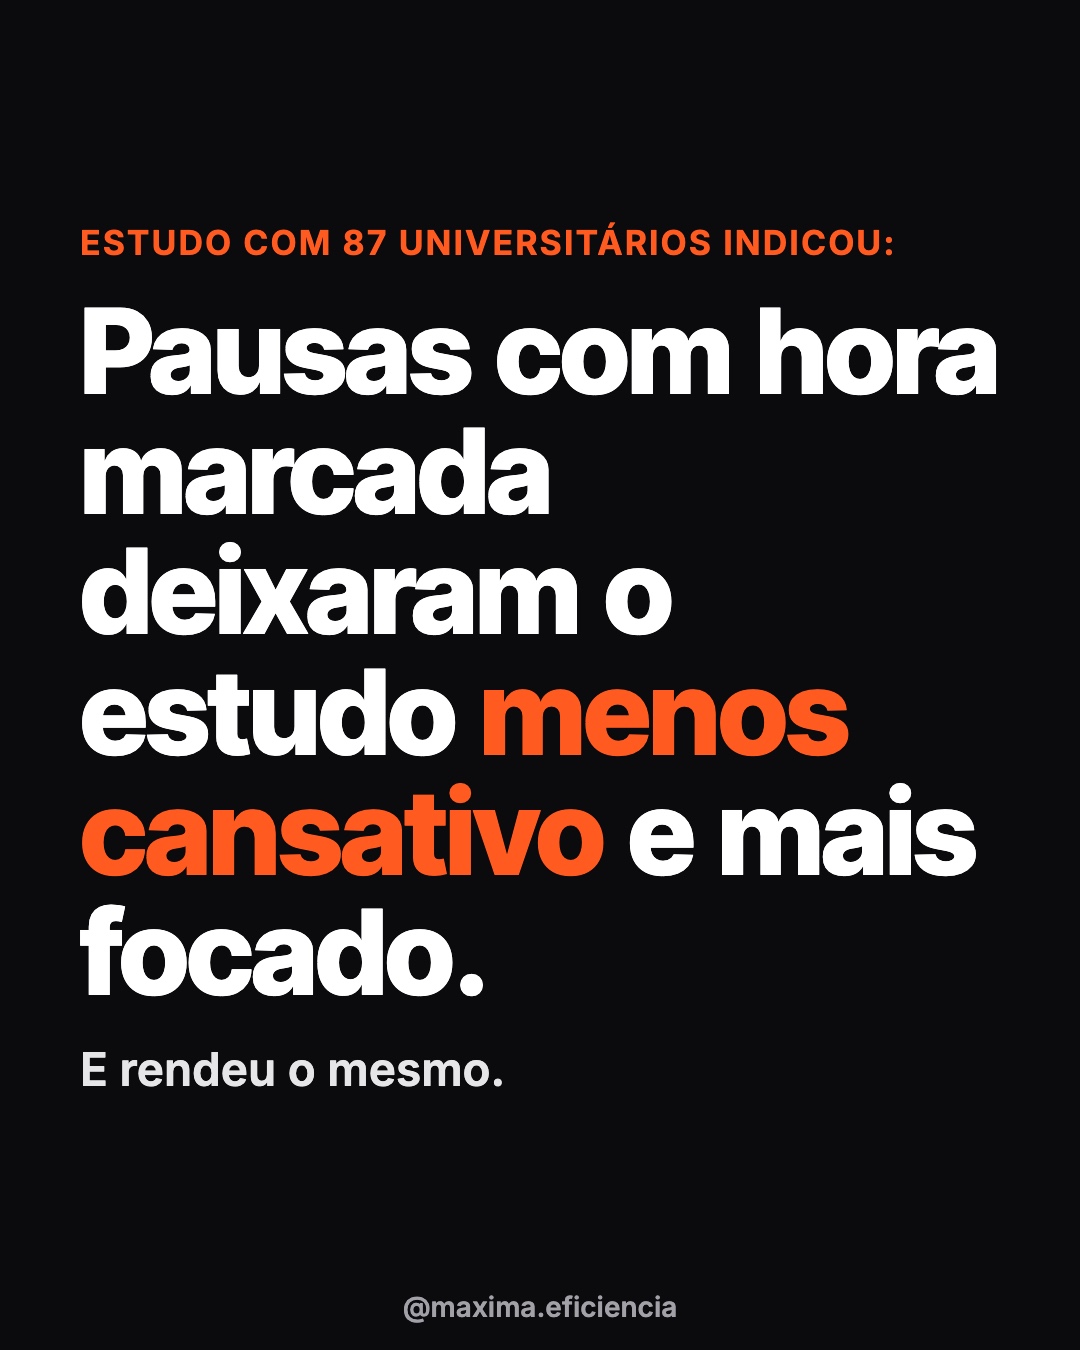 ESTUDO COM 87 UNIVERSITÁRIOS INDICOU:
Pausas com hora
marcada
deixaram o
estudo menos
cansativo e mais
focado.
E rendeu o mesmo.
@maxima.eficiencia